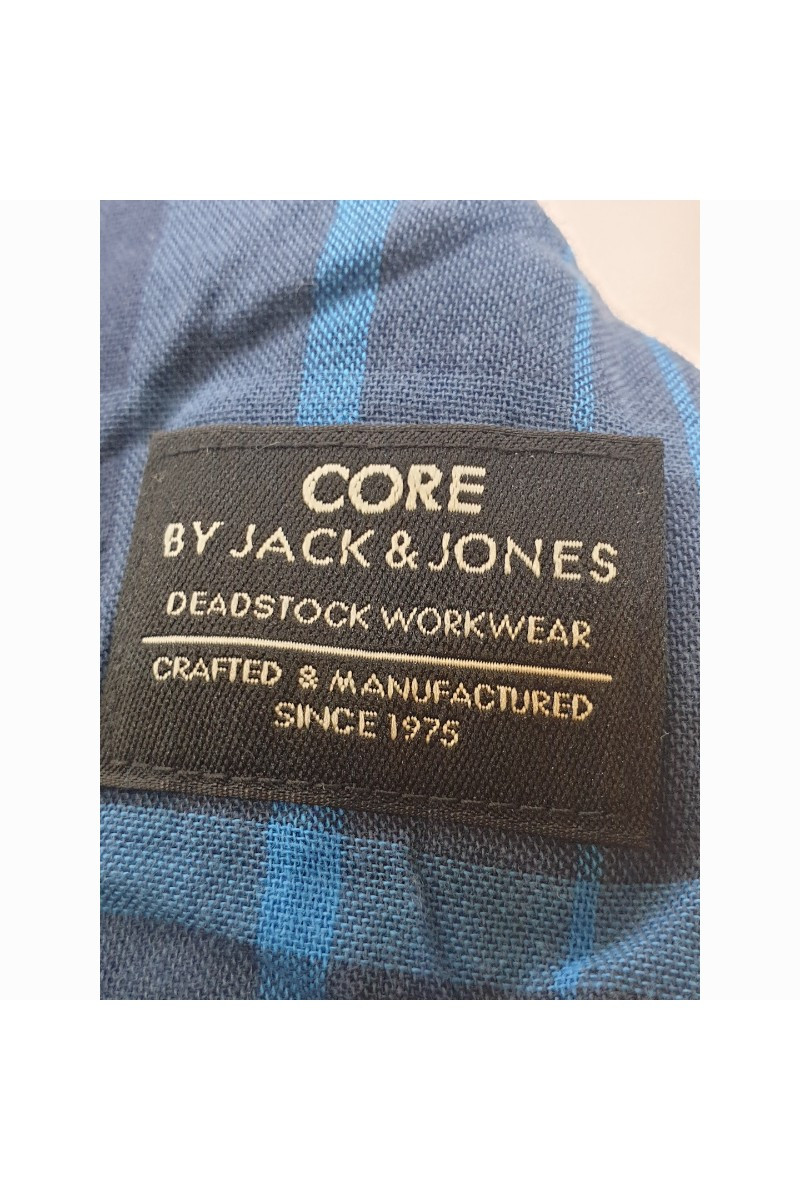 CORE
BY JACK & JONES
DEADSTOCK WORKWEAR
CRAFTED & MANUFACTURED
SINCE 1975